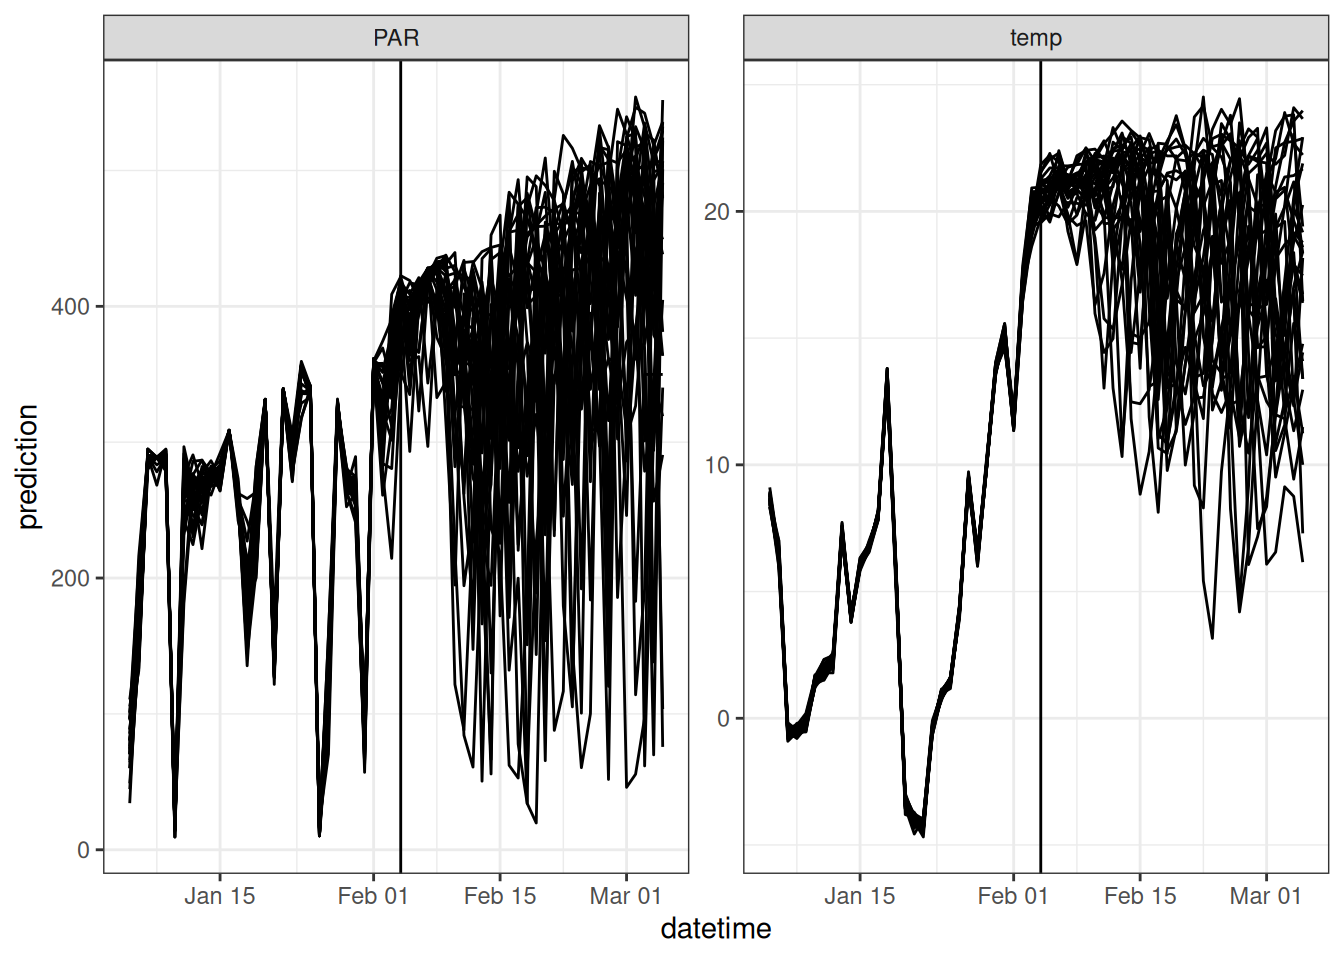 PAR
temp
prediction
400
200
0
20
10
0
Jan 15
Feb 01
Feb 15
Mar 01
Jan 15
Feb 01
Feb 15
Mar 01
datetime